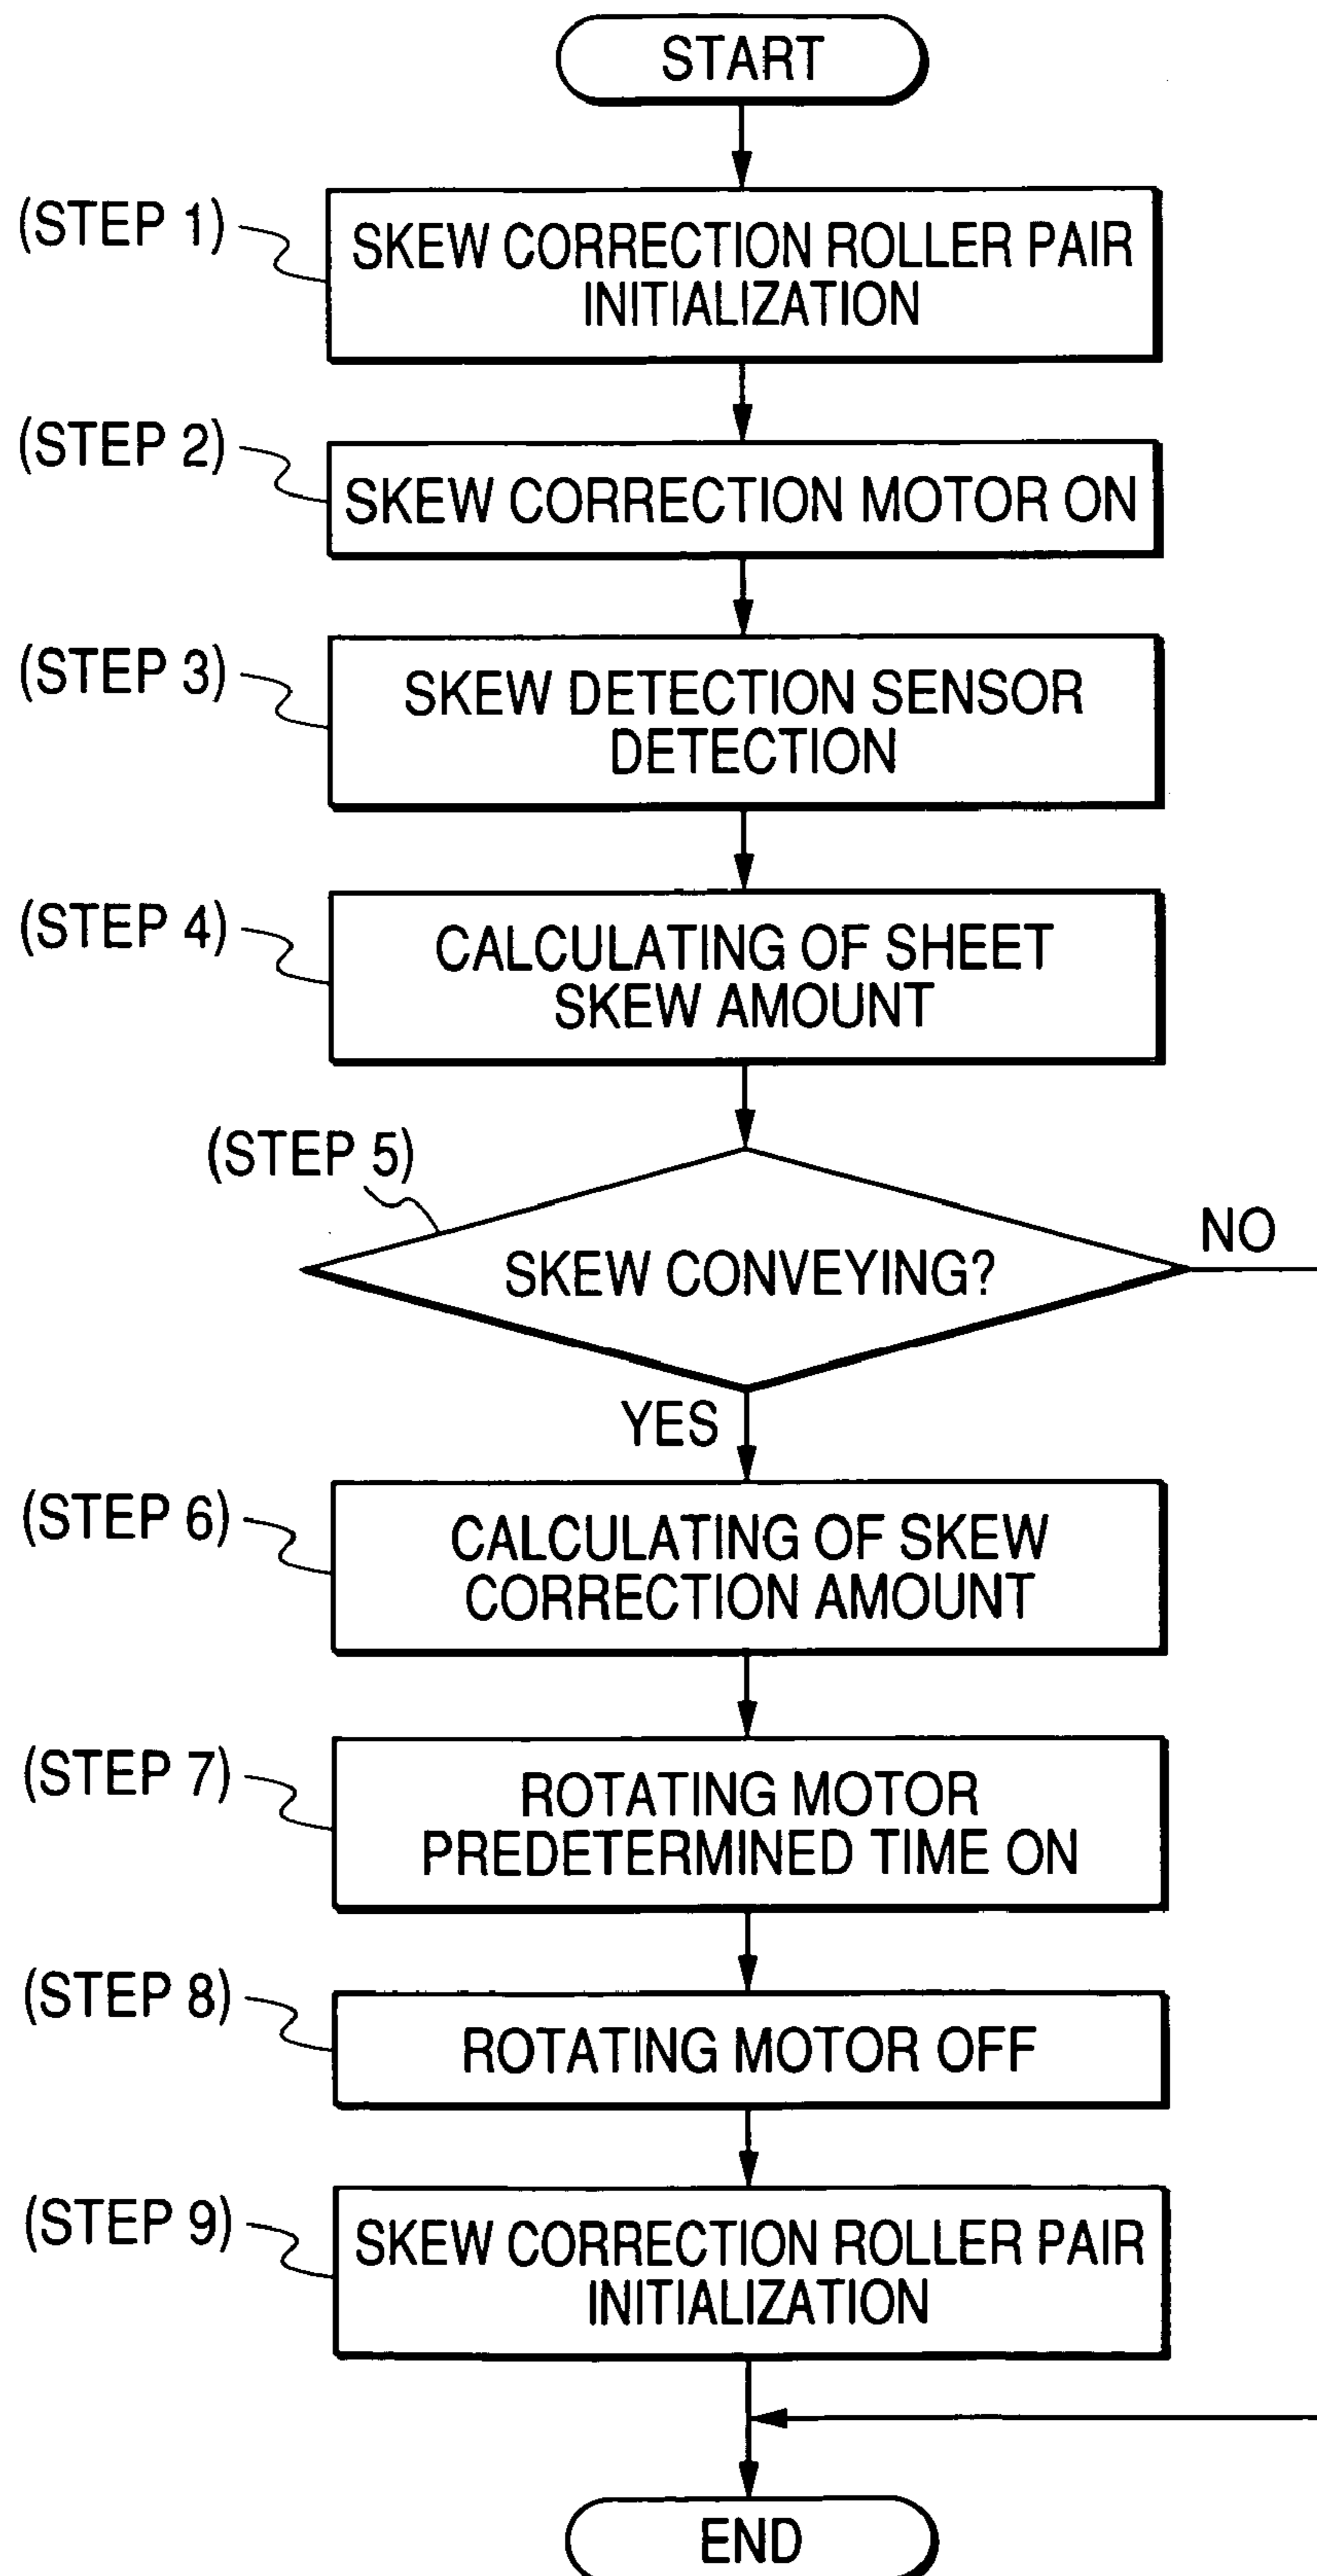 START
(STEP 1)
SKEW CORRECTION ROLLER PAIR
INITIALIZATION
(STEP 2)
SKEW CORRECTION MOTOR ON
(STEP 3)
SKEW DETECTION SENSOR
DETECTION
(STEP 4)
CALCULATING OF SHEET
SKEW AMOUNT
(STEP 5)
SKEW CONVEYING?
NO
YES
(STEP 6)
CALCULATING OF SKEW
CORRECTION AMOUNT
(STEP 7)
ROTATING MOTOR
PREDETERMINED TIME ON
(STEP 8)
ROTATING MOTOR OFF
(STEP 9)
SKEW CORRECTION ROLLER PAIR
INITIALIZATION
END